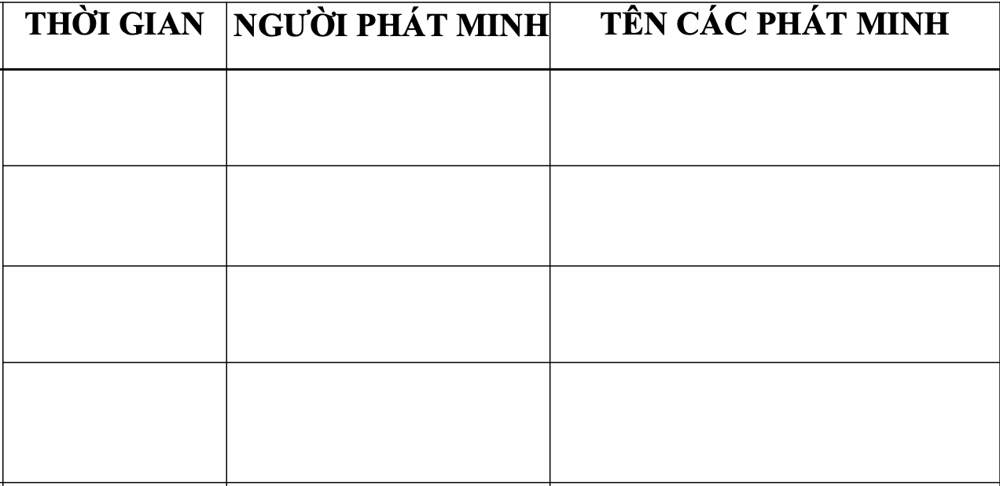 THỜI GIAN NGƯỜI PHÁT MINH TÊN CÁC PHÁT MINH